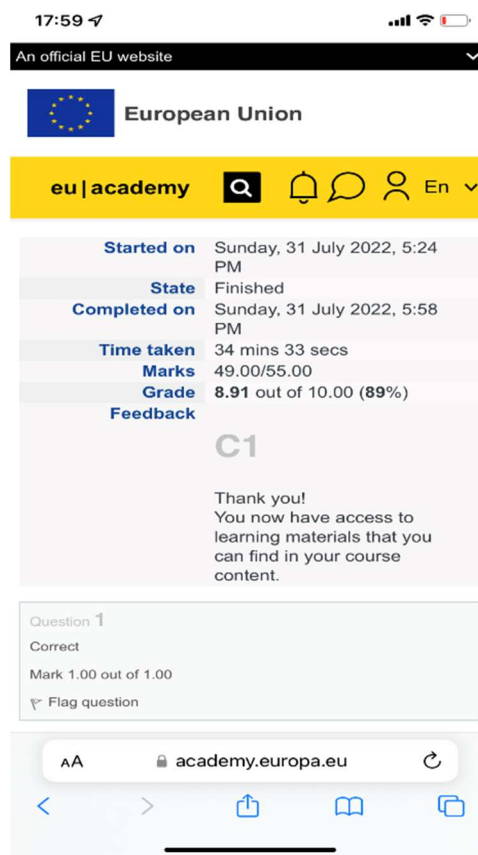 17:59
An official EU website
European Union
eu|academy
En
Started on Sunday, 31 July 2022, 5:24
PM
State Finished
Completed on Sunday, 31 July 2022, 5:58
PM
Time taken 34 mins 33 secs
Marks 49.00/55.00
Grade 8.91 out of 10.00 (89%)
Feedback
C1
Thank you!
You now have access to
learning materials that you
can find in your course
content.
Question 1
Correct
Mark 1.00 out of 1.00
Flag question
AA academy.europa.eu